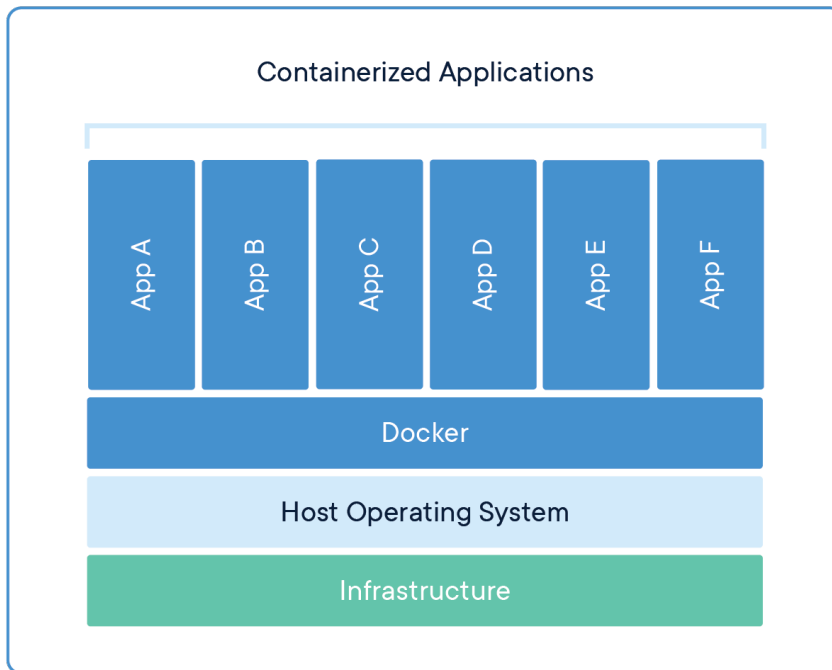 Containerized Applications
App A
App B
App C
App D
App E
App F
Docker
Host Operating System
Infrastructure